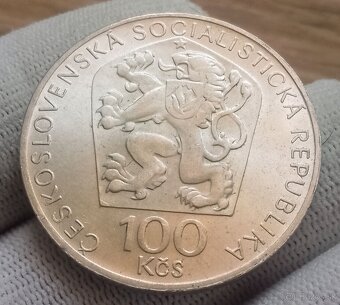 ČESKOSLOVENSKÁ SOCIALISTICKÁ REPUBLIKA
100
KČS